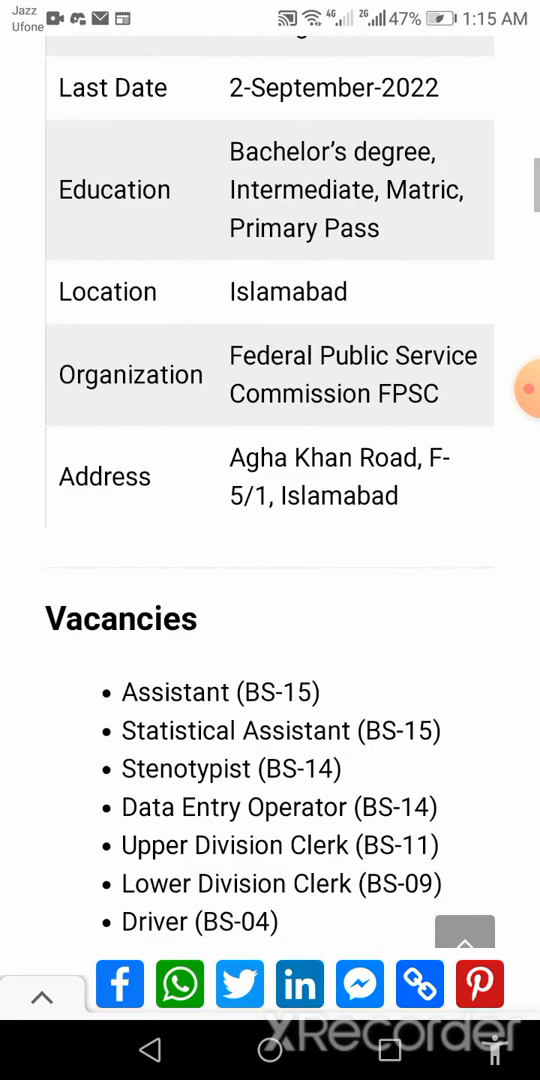 Jazz
Ufone
4G
2G
47%
1:15 AM
Last Date
2-September-2022
Education
Bachelor’s degree,
Intermediate, Matric,
Primary Pass
Location
Islamabad
Organization
Federal Public Service
Commission FPSC
Address
Agha Khan Road, F-
5/1, Islamabad
Vacancies
• Assistant (BS-15)
• Statistical Assistant (BS-15)
• Stenotypist (BS-14)
• Data Entry Operator (BS-14)
• Upper Division Clerk (BS-11)
• Lower Division Clerk (BS-09)
• Driver (BS-04)
XRecorder